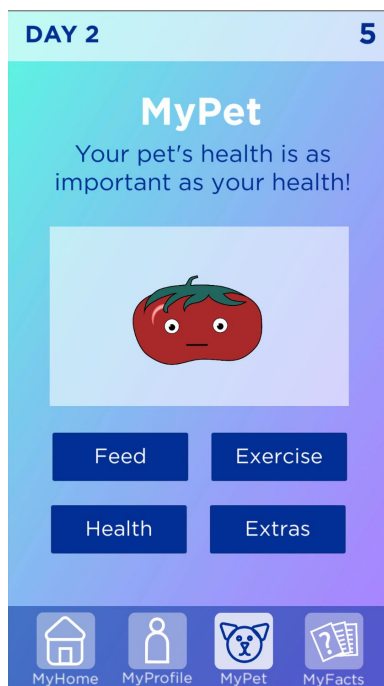 DAY 2 5
MyPet
Your pet's health is as
important as your health!
Feed Exercise
Health Extras
MyHome MyProfile MyPet MyFacts